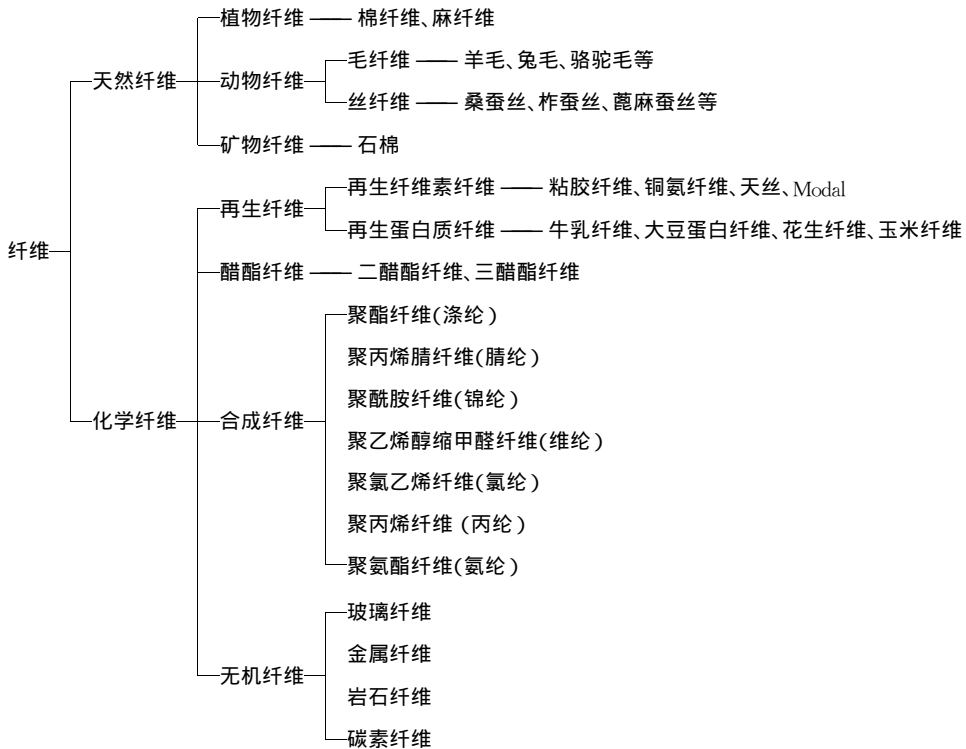 植物纤维 —— 棉纤维、麻纤维
毛纤维 —— 羊毛、兔毛、骆驼毛等
天然纤维 动物纤维
丝纤维 —— 桑蚕丝、柞蚕丝、蓖麻蚕丝等
矿物纤维 —— 石棉
再生纤维素纤维 —— 粘胶纤维、铜氨纤维、天丝、Modal
再生纤维
再生蛋白质纤维 —— 牛乳纤维、大豆蛋白纤维、花生纤维、玉米纤维
纤维
醋酯纤维 —— 二醋酯纤维、三醋酯纤维
聚酯纤维(涤纶)
聚丙烯腈纤维(腈纶)
聚酰胺纤维(锦纶)
化学纤维 合成纤维
聚乙烯醇缩甲醛纤维(维纶)
聚氯乙烯纤维(氯纶)
聚丙烯纤维 (丙纶)
聚氨酯纤维(氨纶)
玻璃纤维
金属纤维
无机纤维
岩石纤维
碳素纤维